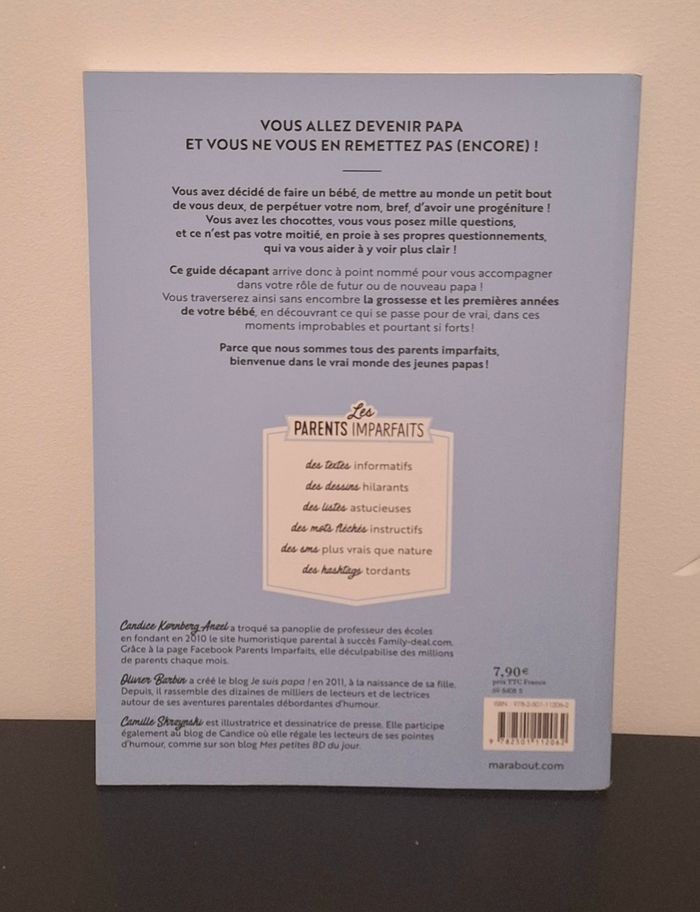 VOUS ALLEZ DEVENIR PAPA
ET VOUS NE VOUS EN REMETTEZ PAS (ENCORE) !
Vous avez décidé de faire un bébé, de mettre au monde un petit bout
de vous deux, de perpétuer votre nom, bref, d'avoir une progéniture !
Vous avez les chocottes, vous vous posez mille questions,
et ce n'est pas votre moitié, en proie à ses propres questionnements,
qui va vous aider à y voir plus clair !
Ce guide décapant arrive donc à point nommé pour vous accompagner
dans votre rôle de futur ou de nouveau papa !
Vous traverserez ainsi sans encombre la grossesse et les premières années
de votre bébé, en découvrant ce qui se passe pour de vrai, dans ces
moments improbables et pourtant si forts !
Parce que nous sommes tous des parents imparfaits,
bienvenue dans le vrai monde des jeunes papas !
Les
PARENTS IMPARFAITS
des textes informatifs
des dessins hilarants
des listes astucieuses
des mots fléchés instructifs
des sms plus vrais que nature
des hashtags tordants
Candice Kornberg Anzel a troqué sa panoplie de professeur des écoles
en fondant en 2010 le site humoristique parental à succès Family-deal.com.
Grâce à la page Facebook Parents Imparfaits, elle déculpabilise des millions
de parents chaque mois.
Olivier Barbin a créé le blog Je suis papa ! en 2011, à la naissance de sa fille.
Depuis, il rassemble des dizaines de milliers de lecteurs et de lectrices
autour de ses aventures parentales débordantes d'humour.
Camille Skrzynski est illustratrice et dessinatrice de presse. Elle participe
également au blog de Candice où elle régale les lecteurs de ses pointes
d'humour, comme sur son blog Mes petites BD du jour.
7,90€
prix TTC France
ISBN : 978-2-501-11206-2
9 782501 112062
marabout.com